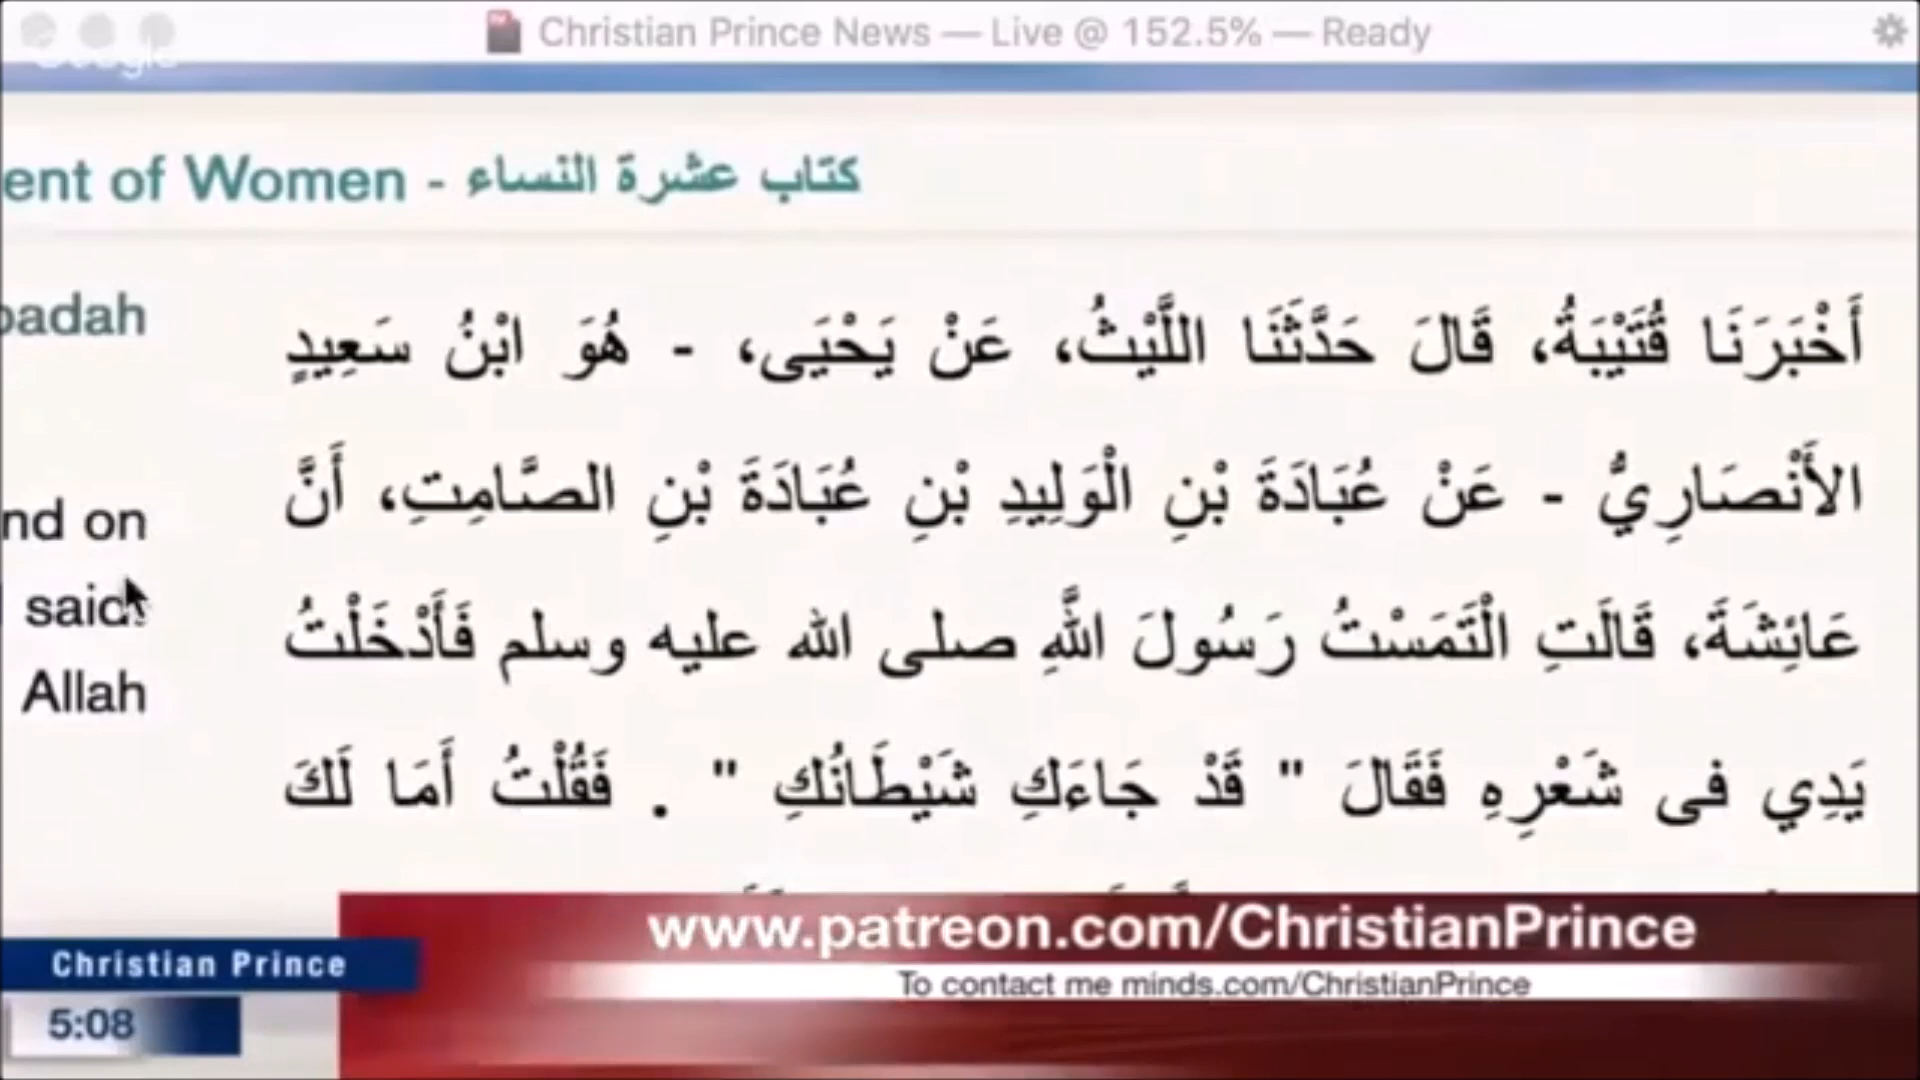 Christian Prince News — Live @ 152.5% — Ready
Google
ent of Women - كتاب عشرة النساء
badah
nd on
said:
Allah
أَخْبَرَنَا قُتَيْبَةُ، قَالَ حَدَّثَنَا اللَّيْثُ، عَنْ يَحْيَى، - هُوَ ابْنُ سَعِيدٍ
الأَنْصَارِيُّ - عَنْ عُبَادَةَ بْنِ الْوَلِيدِ بْنِ عُبَادَةَ بْنِ الصَّامِتِ، أَنَّ
عَائِشَةَ، قَالَتِ الْتَمَسْتُ رَسُولَ اللَّهِ صلى الله عليه وسلم فَأَدْخَلْتُ
يَدِي فِي شَعْرِهِ فَقَالَ " قَدْ جَاءَكِ شَيْطَانُكِ " . فَقُلْتُ أَمَا لَكَ
www.patreon.com/ChristianPrince
To contact me minds.com/ChristianPrince
Christian Prince
5:08